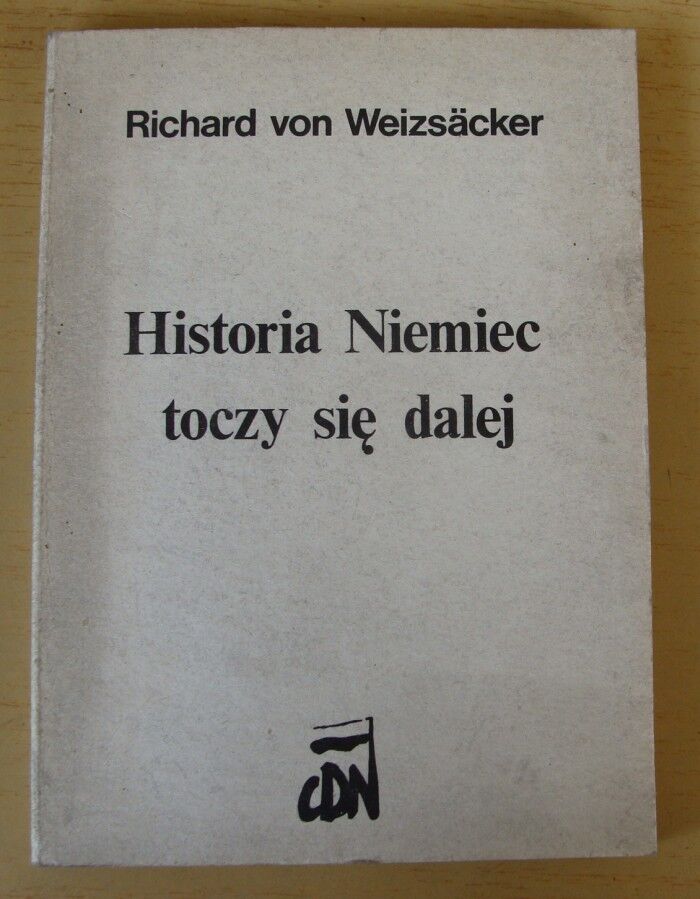 Richard von Weizsäcker
Historia Niemiec
toczy się dalej
CDN